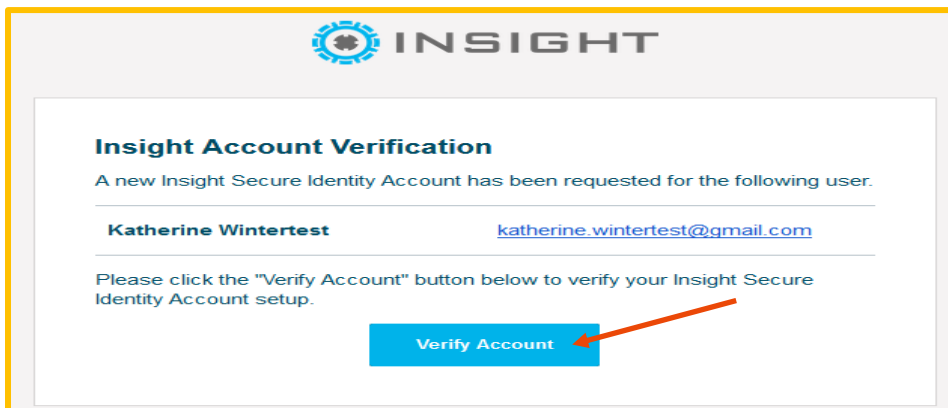 INSIGHT
Insight Account Verification
A new Insight Secure Identity Account has been requested for the following user.
Katherine Wintertest katherine.wintertest@gmail.com
Please click the "Verify Account" button below to verify your Insight Secure
Identity Account setup.
Verify Account